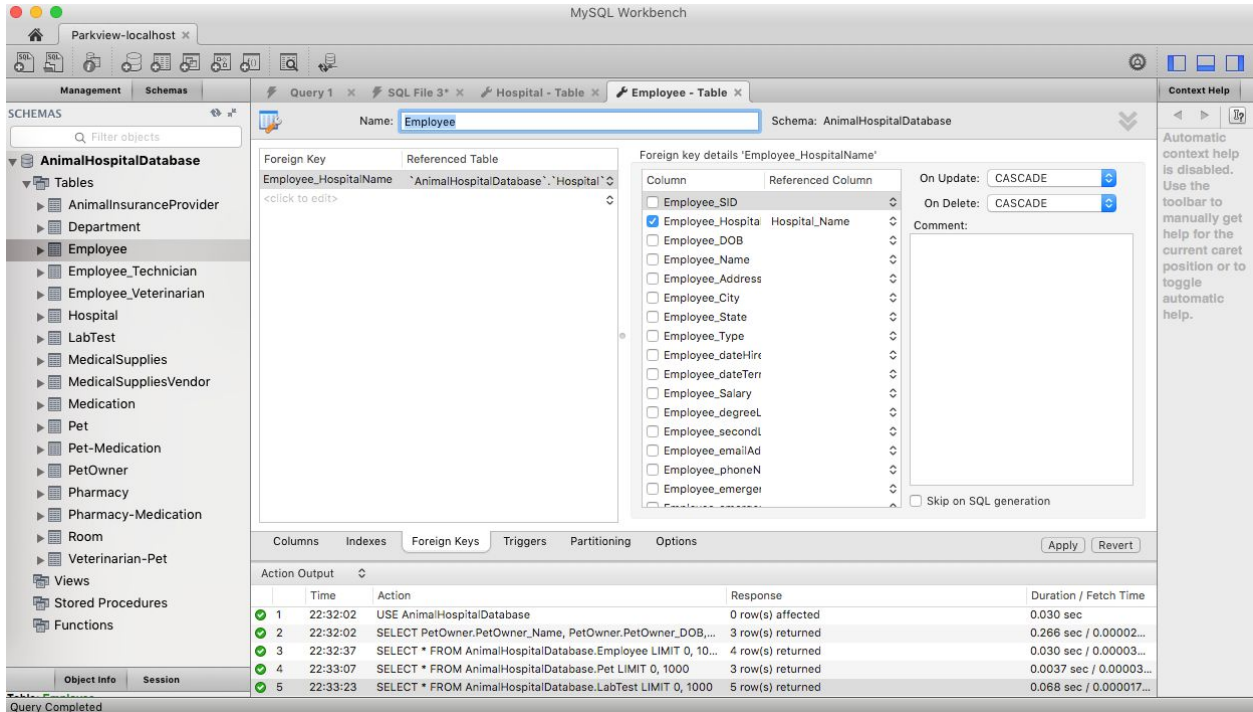 MySQL Workbench
Parkview-localhost ×
Management Schemas
SCHEMAS
Filter objects
AnimalHospitalDatabase
Tables
AnimalInsuranceProvider
Department
Employee
Employee_Technician
Employee_Veterinarian
Hospital
LabTest
MedicalSupplies
MedicalSuppliesVendor
Medication
Pet
Pet-Medication
PetOwner
Pharmacy
Pharmacy-Medication
Room
Veterinarian-Pet
Views
Stored Procedures
Functions
Object Info Session
Query Completed
Query 1 × SQL File 3* × Hospital - Table × Employee - Table ×
Name: Employee Schema: AnimalHospitalDatabase
Foreign Key Referenced Table
Employee_HospitalName `AnimalHospitalDatabase`.`Hospital`
<click to edit>
Foreign key details 'Employee_HospitalName'
Column Referenced Column
Employee_SID
Employee_Hospital Hospital_Name
Employee_DOB
Employee_Name
Employee_Address
Employee_City
Employee_State
Employee_Type
Employee_dateHire
Employee_dateTerr
Employee_Salary
Employee_degreeL
Employee_secondL
Employee_emailAd
Employee_phoneN
Employee_emerger
On Update: CASCADE
On Delete: CASCADE
Comment:
Skip on SQL generation
Columns Indexes Foreign Keys Triggers Partitioning Options
Apply Revert
Action Output
Time Action Response Duration / Fetch Time
1 22:32:02 USE AnimalHospitalDatabase 0 row(s) affected 0.030 sec
2 22:32:02 SELECT PetOwner.PetOwner_Name, PetOwner.PetOwner_DOB,... 3 row(s) returned 0.266 sec / 0.00002...
3 22:32:37 SELECT * FROM AnimalHospitalDatabase.Employee LIMIT 0, 10... 4 row(s) returned 0.030 sec / 0.00003...
4 22:33:07 SELECT * FROM AnimalHospitalDatabase.Pet LIMIT 0, 1000 3 row(s) returned 0.0037 sec / 0.00003...
5 22:33:23 SELECT * FROM AnimalHospitalDatabase.LabTest LIMIT 0, 1000 5 row(s) returned 0.068 sec / 0.000017...
Context Help
Automatic
context help
is disabled.
Use the
toolbar to
manually get
help for the
current caret
position or to
toggle
automatic
help.